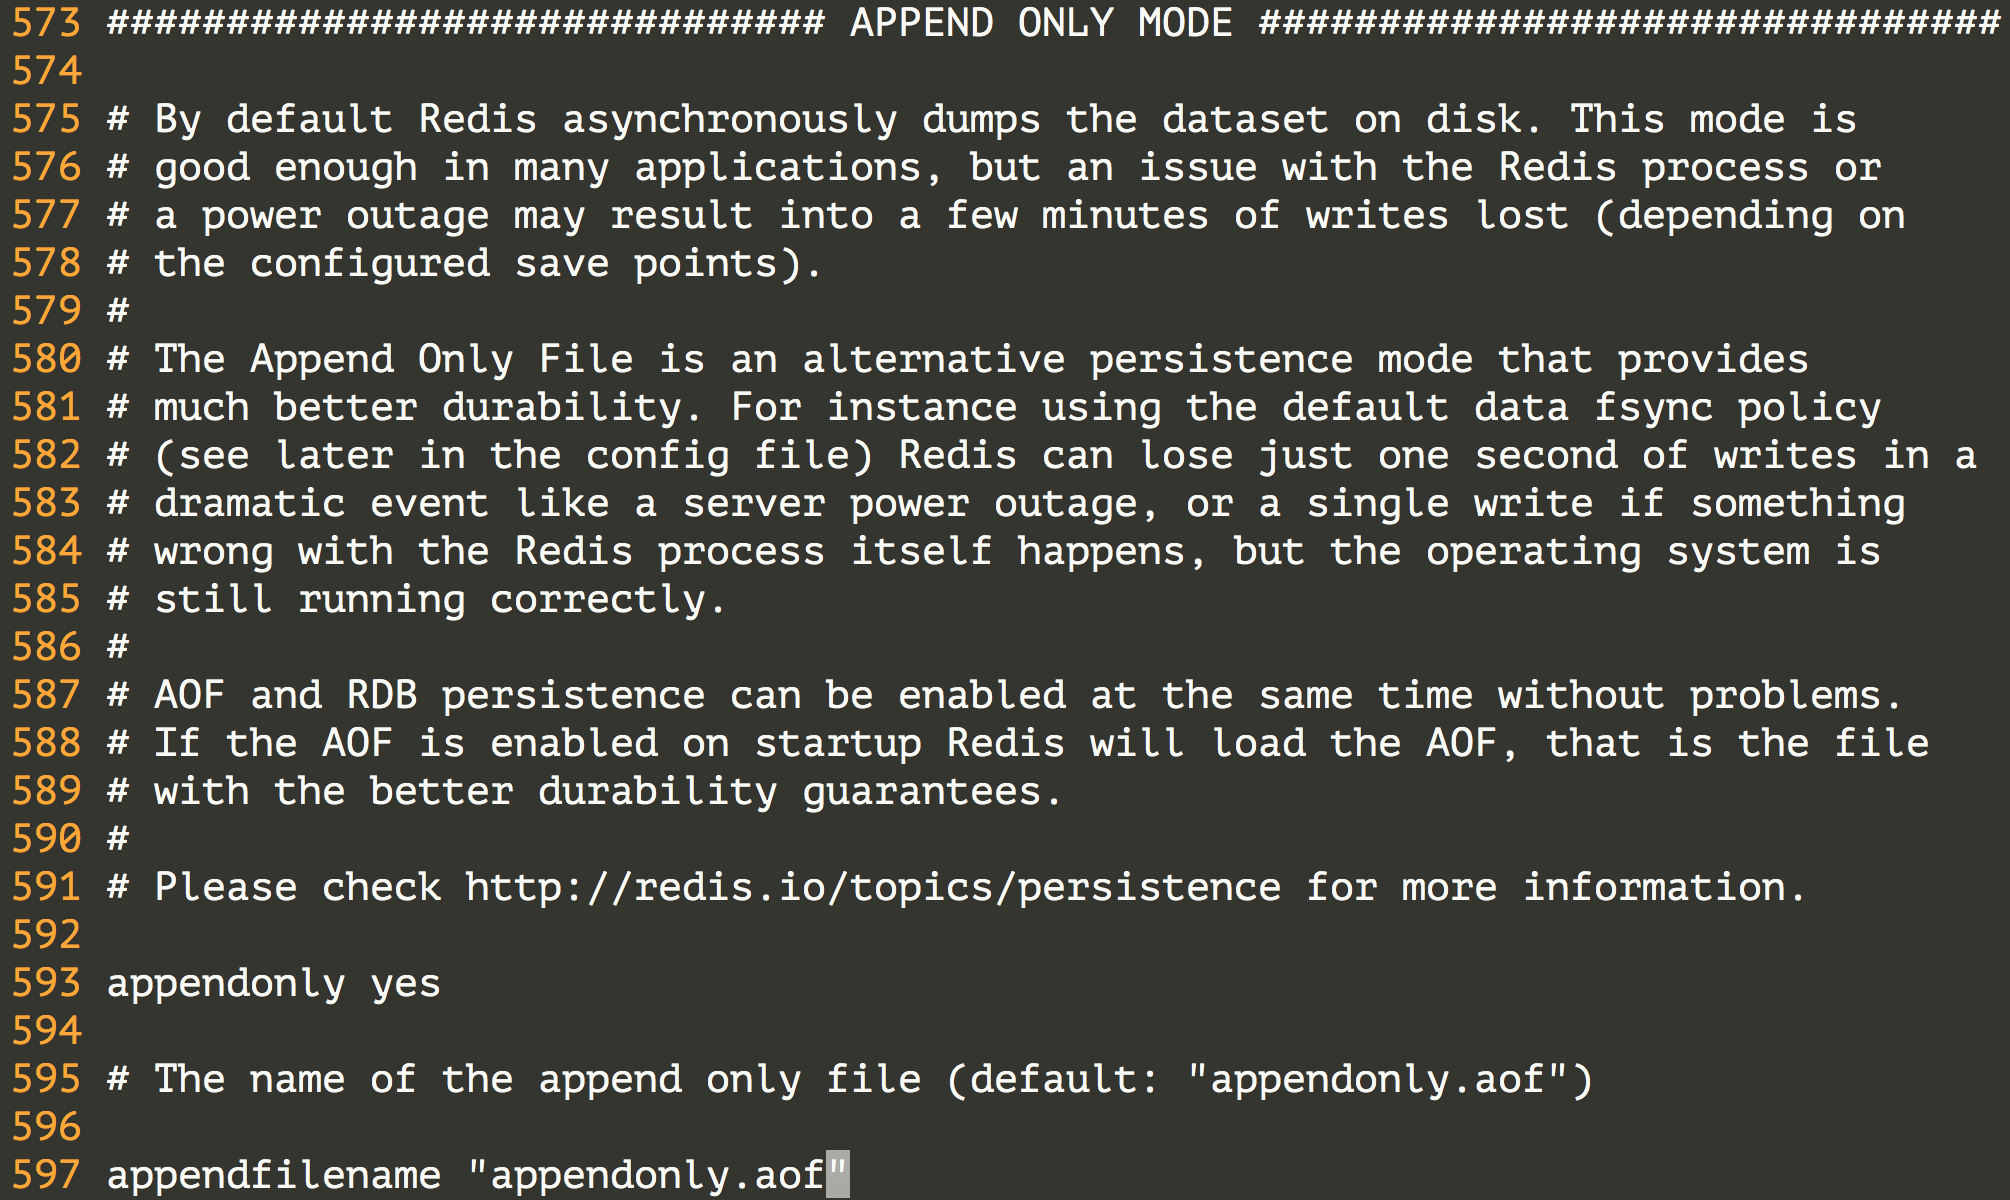 573 ############################## APPEND ONLY MODE ###############################
574
575 # By default Redis asynchronously dumps the dataset on disk. This mode is
576 # good enough in many applications, but an issue with the Redis process or
577 # a power outage may result into a few minutes of writes lost (depending on
578 # the configured save points).
579 #
580 # The Append Only File is an alternative persistence mode that provides
581 # much better durability. For instance using the default data fsync policy
582 # (see later in the config file) Redis can lose just one second of writes in a
583 # dramatic event like a server power outage, or a single write if something
584 # wrong with the Redis process itself happens, but the operating system is
585 # still running correctly.
586 #
587 # AOF and RDB persistence can be enabled at the same time without problems.
588 # If the AOF is enabled on startup Redis will load the AOF, that is the file
589 # with the better durability guarantees.
590 #
591 # Please check http://redis.io/topics/persistence for more information.
592
593 appendonly yes
594
595 # The name of the append only file (default: "appendonly.aof")
596
597 appendfilename "appendonly.aof"